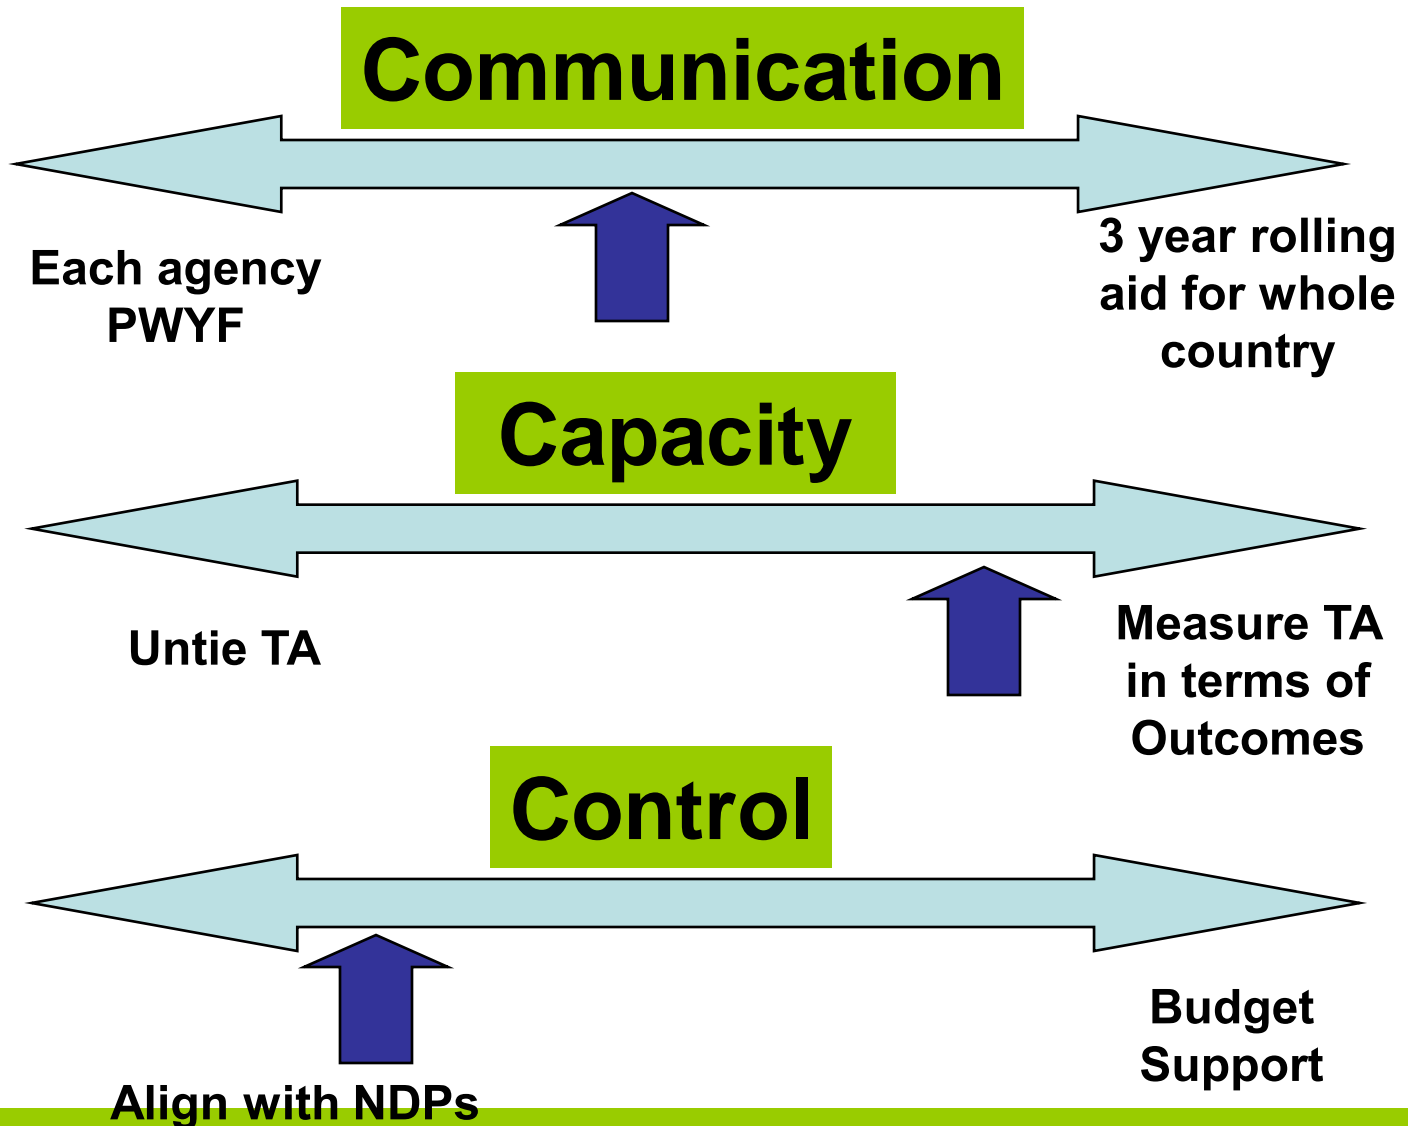 Communication
Each agency
PWYF
3 year rolling
aid for whole
country
Capacity
Untie TA
Measure TA
in terms of
Outcomes
Control
Align with NDPs
Budget
Support